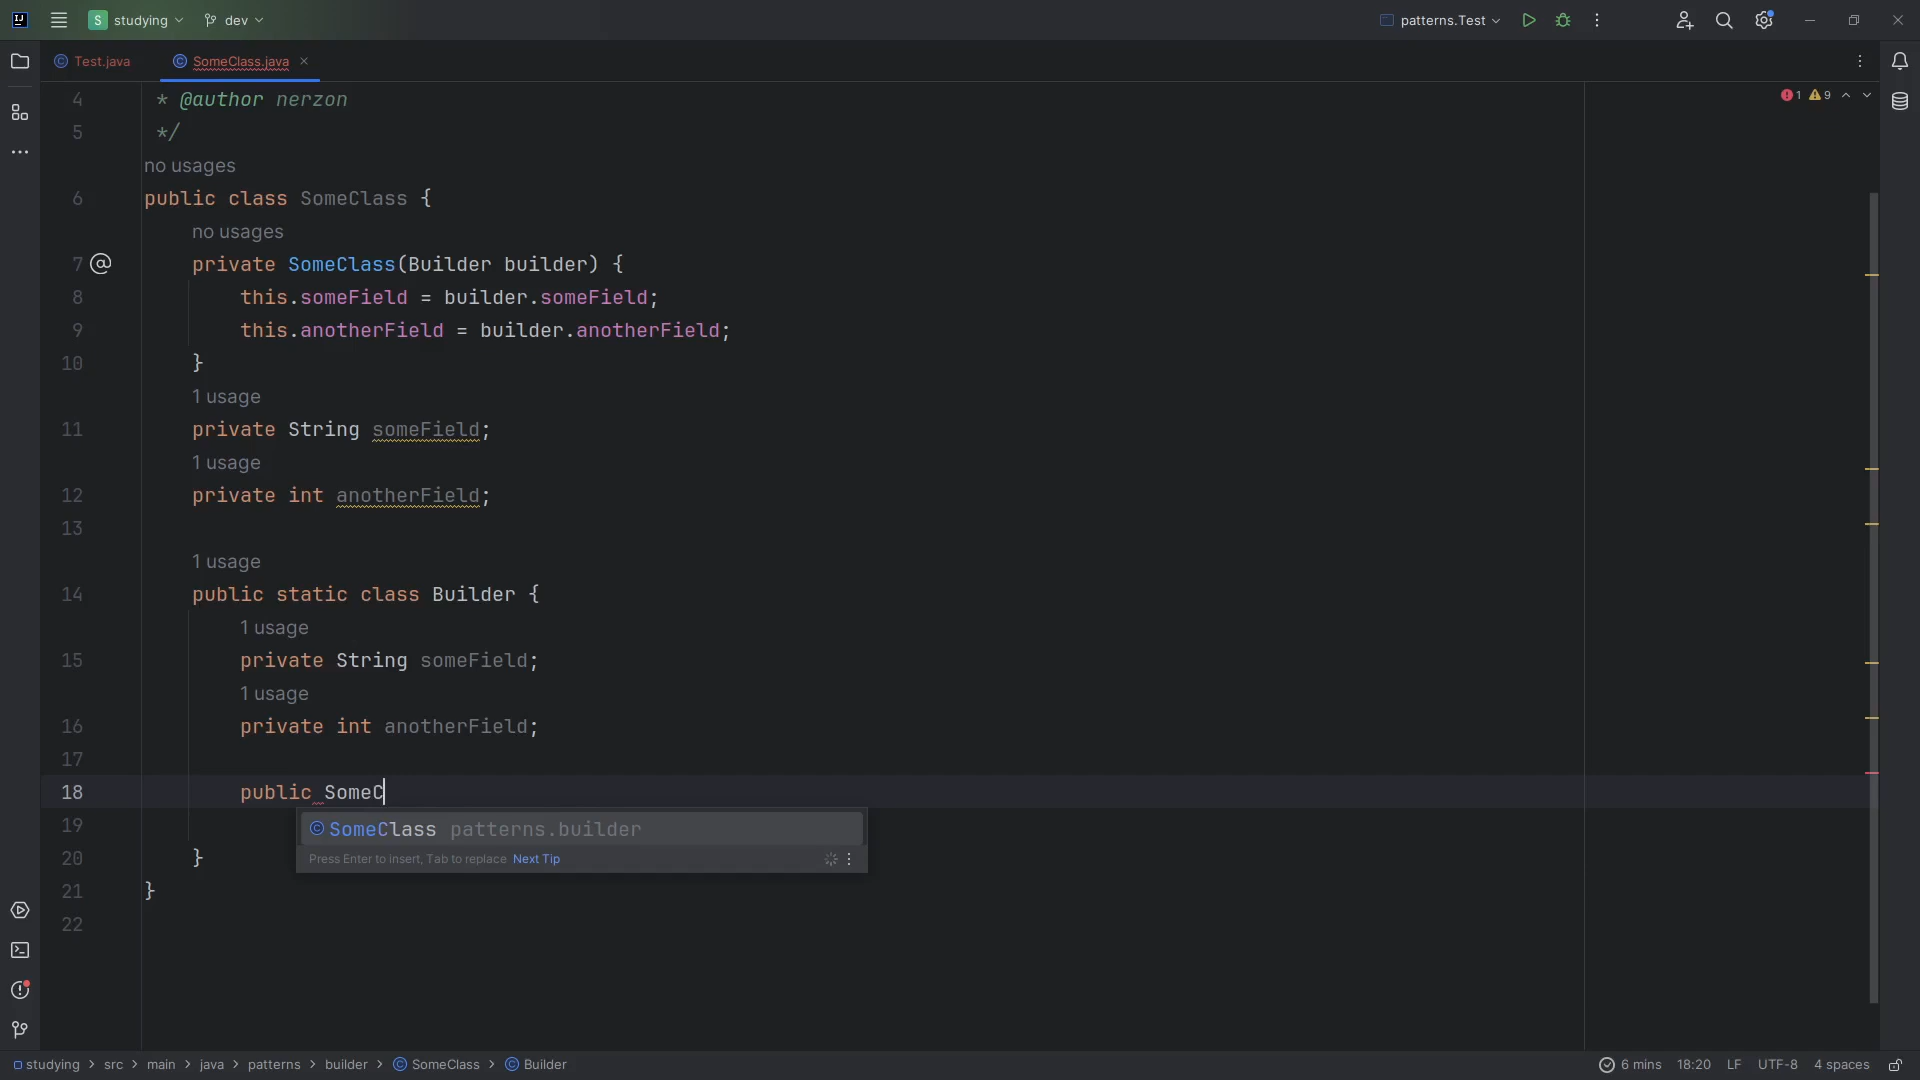 studying dev patterns.Test
Test.java SomeClass.java
4 * @author nerzon 1 9
5 */
no usages
6 public class SomeClass {
no usages
7 private SomeClass(Builder builder) {
8 this.someField = builder.someField;
9 this.anotherField = builder.anotherField;
10 }
1 usage
11 private String someField;
1 usage
12 private int anotherField;
13
1 usage
14 public static class Builder {
1 usage
15 private String someField;
1 usage
16 private int anotherField;
17
18 public SomeC
19 SomeClass patterns.builder
20 } Press Enter to insert, Tab to replace Next Tip
21 }
22
studying > src > main > java > patterns > builder > SomeClass > Builder 6 mins 18:20 LF UTF-8 4 spaces